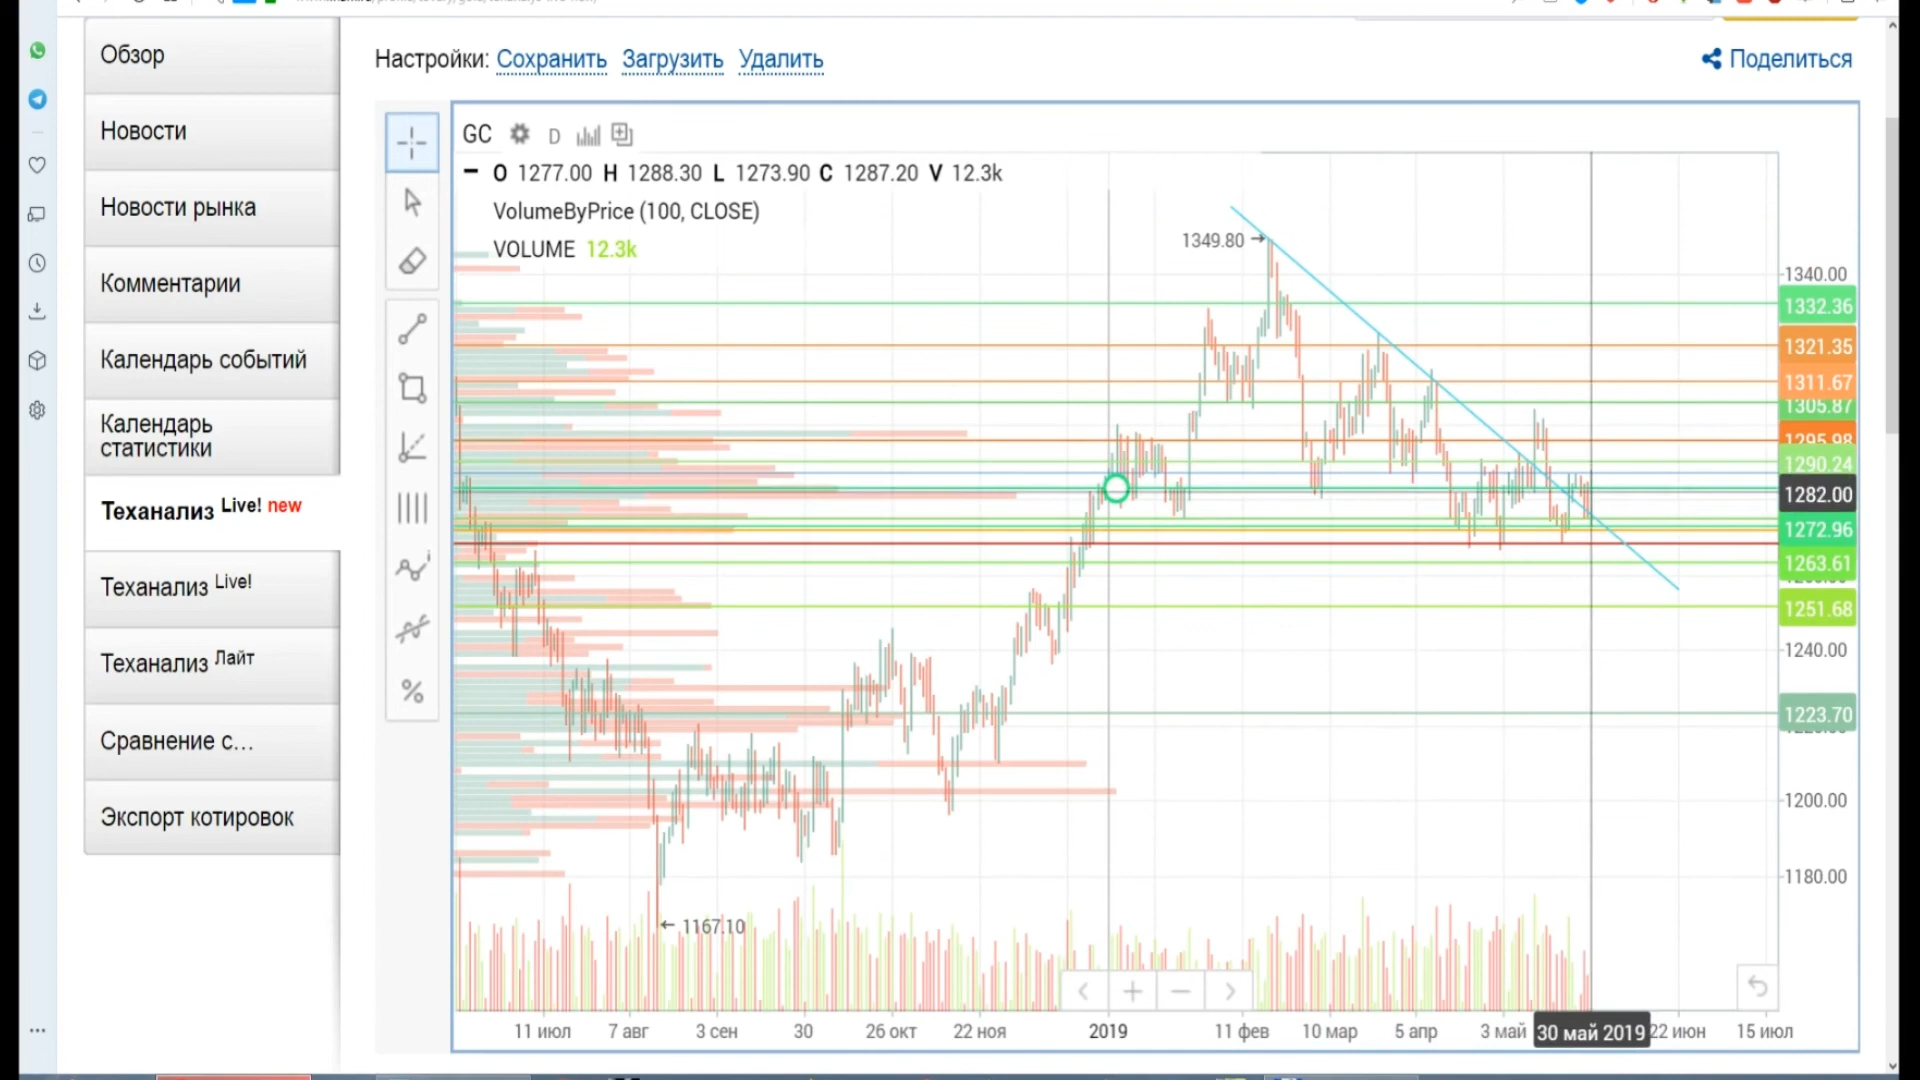 Настройки: Сохранить Загрузить Удалить
Поделиться
Обзор
Новости
Новости рынка
Комментарии
Календарь событий
Календарь
статистики
Теханализ Live! new
Теханализ Live!
Теханализ Лайт
Сравнение с...
Экспорт котировок
GC D
O 1277.00 H 1288.30 L 1273.90 C 1287.20 V 12.3k
VolumeByPrice (100, CLOSE)
VOLUME 12.3k
1349.80
1167.10
1340.00
1332.36
1321.35
1311.67
1305.87
1295.98
1290.24
1282.00
1272.96
1263.61
1251.68
1240.00
1223.70
1200.00
1180.00
11 июл 7 авг 3 сен 30 26 окт 22 ноя 2019 11 фев 10 мар 5 апр 3 май 30 май 2019 22 июн 15 июл